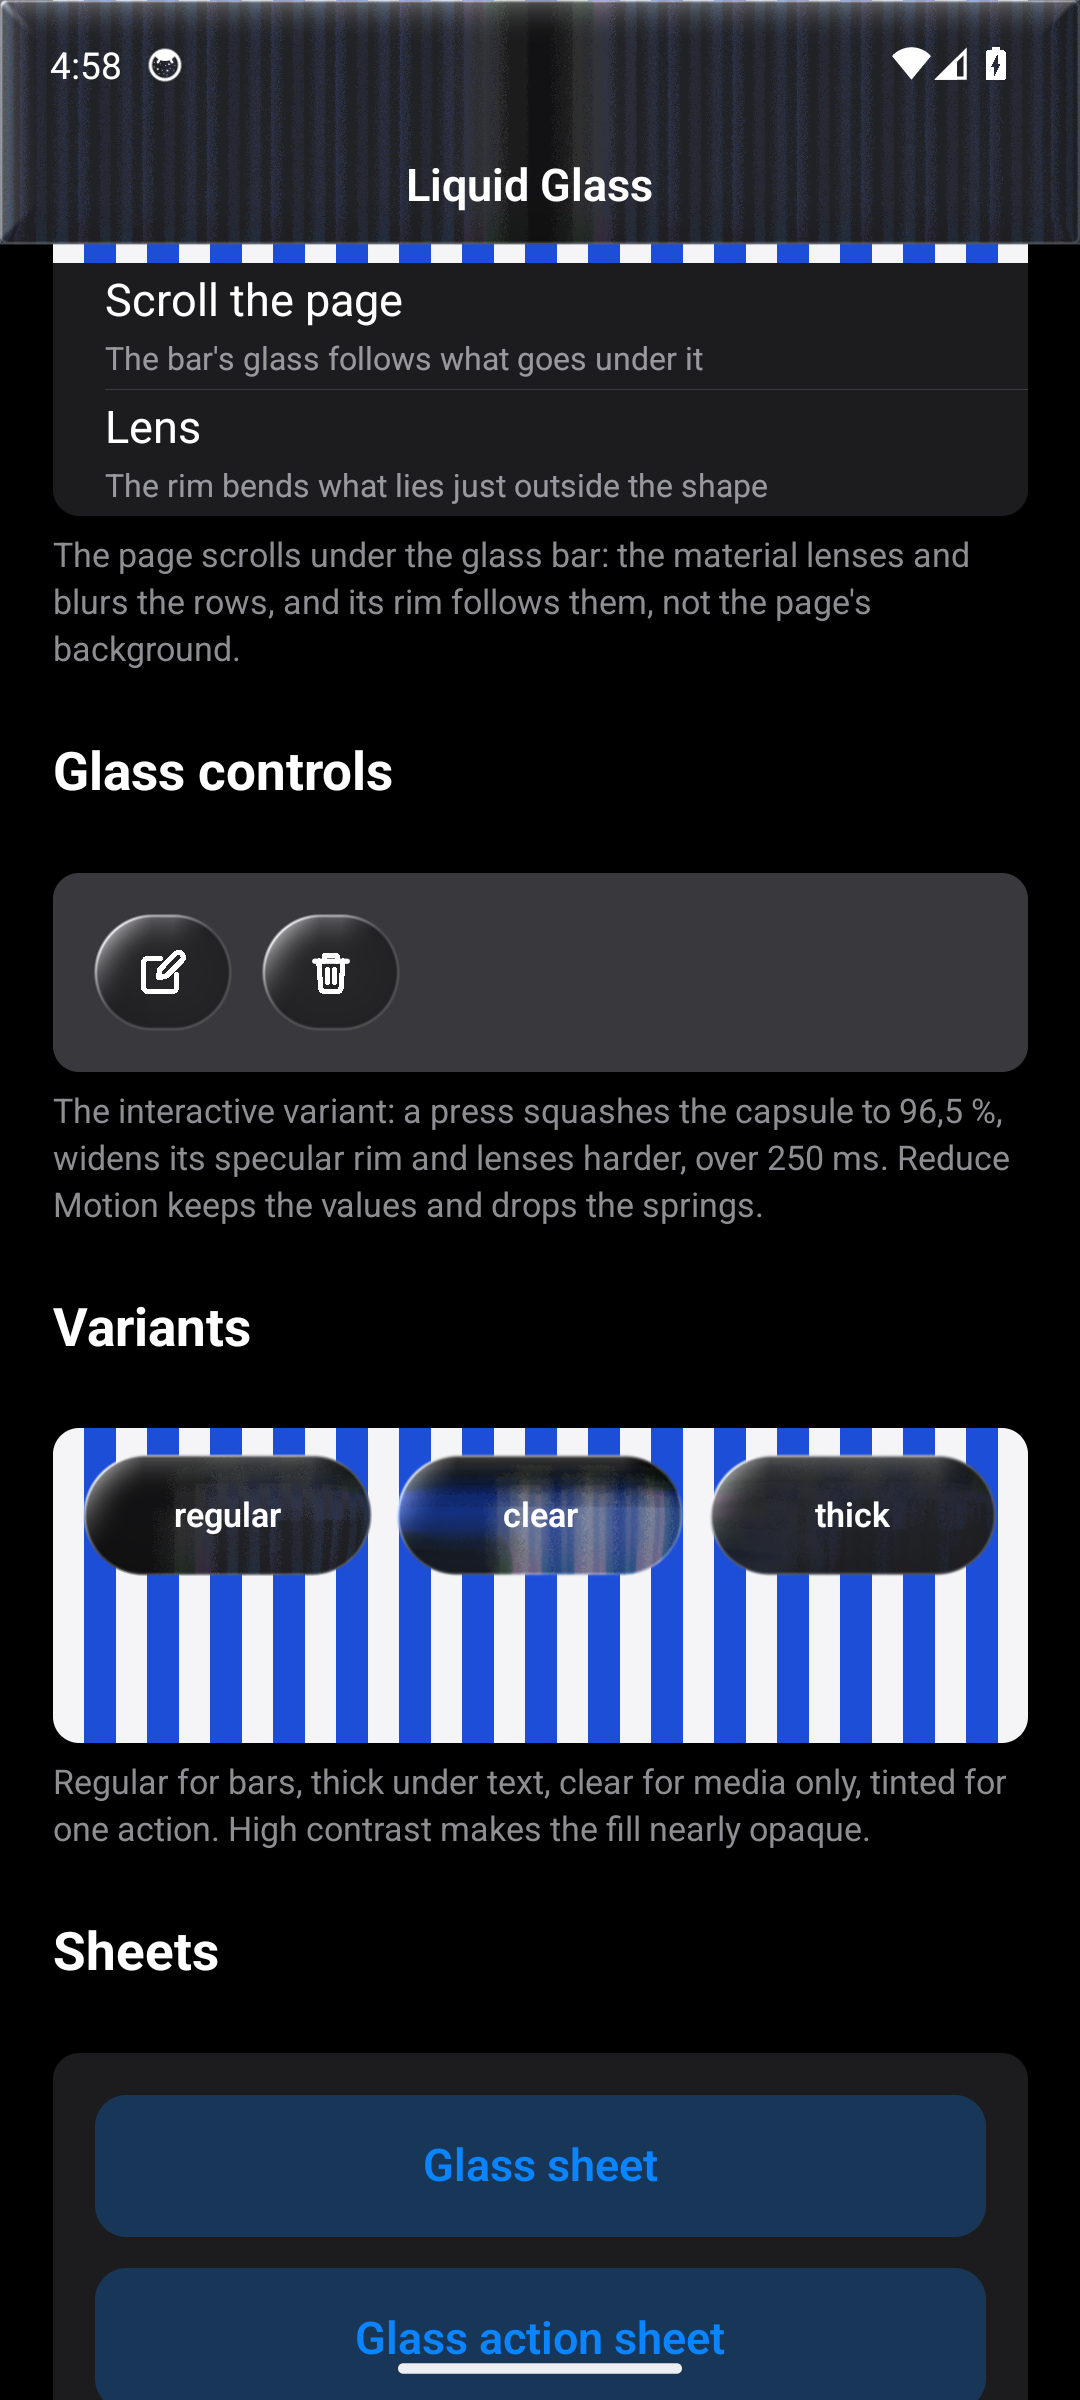 4:58
Liquid Glass
Scroll the page
The bar's glass follows what goes under it
Lens
The rim bends what lies just outside the shape
The page scrolls under the glass bar: the material lenses and
blurs the rows, and its rim follows them, not the page's
background.
Glass controls
The interactive variant: a press squashes the capsule to 96,5 %,
widens its specular rim and lenses harder, over 250 ms. Reduce
Motion keeps the values and drops the springs.
Variants
regular
clear
thick
Regular for bars, thick under text, clear for media only, tinted for
one action. High contrast makes the fill nearly opaque.
Sheets
Glass sheet
Glass action sheet